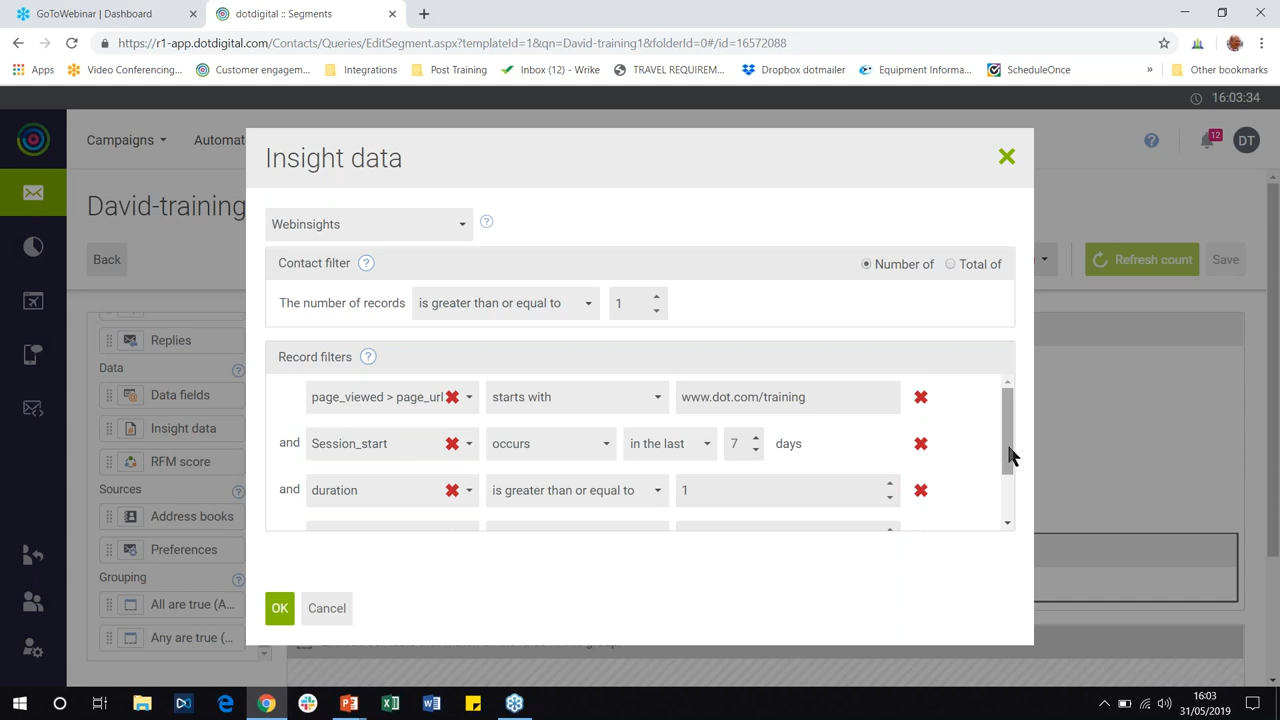 GoToWebinar | Dashboard
dotdigital :: Segments
https://r1-app.dotdigital.com/Contacts/Queries/EditSegment.aspx?templateId=1&qn=David-training1&folderId=0#/id=16572088
Apps
Video Conferencing...
Customer engagem...
Integrations
Post Training
Inbox (12) - Wrike
TRAVEL REQUIREM...
Dropbox dotmailer
Equipment Informa...
ScheduleOnce
»
Other bookmarks
16:03:34
Campaigns
Automat
12
DT
Insight data
David-training
Back
Refresh count
Save
Webinsights
Contact filter
Number of
Total of
The number of records
is greater than or equal to
1
Record filters
page_viewed > page_url
starts with
www.dot.com/training
and
Session_start
occurs
in the last
7
days
and
duration
is greater than or equal to
1
OK
Cancel
Replies
Data
Data fields
Insight data
RFM score
Sources
Address books
Preferences
Grouping
All are true (A...
Any are true (...
16:03
31/05/2019